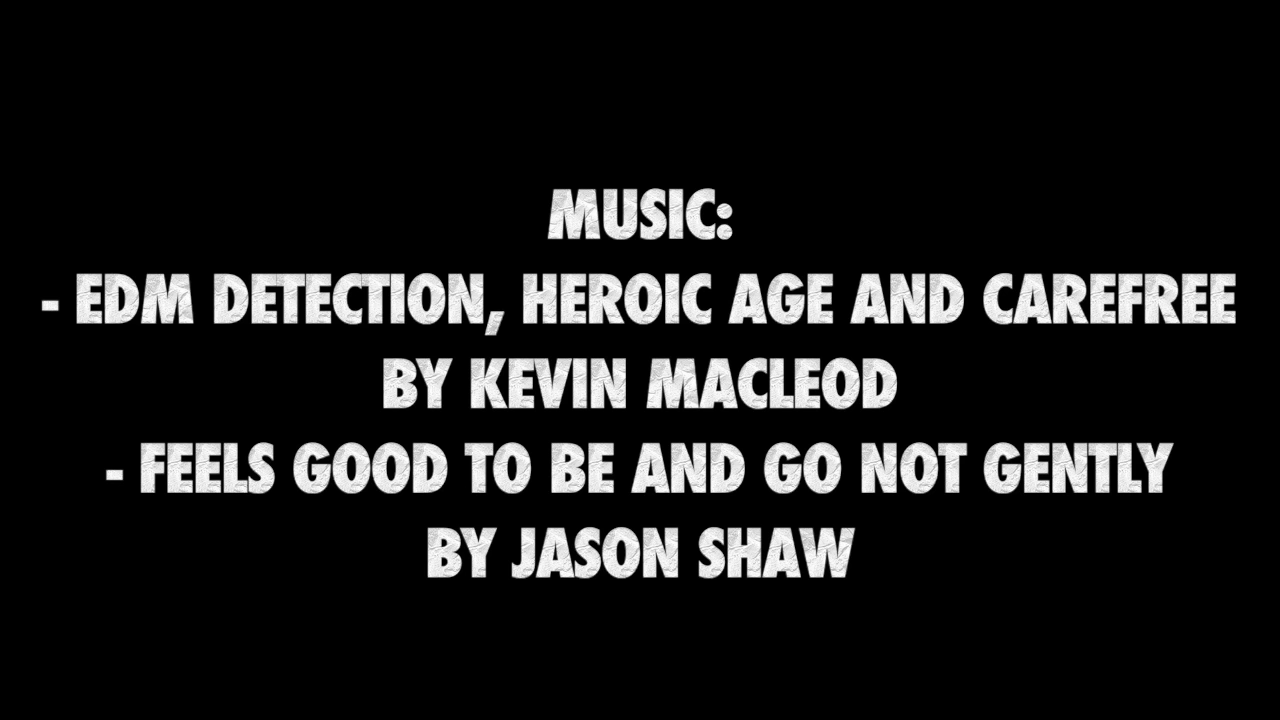 MUSIC:
- EDM DETECTION, HEROIC AGE AND CAREFREE
BY KEVIN MACLEOD
- FEELS GOOD TO BE AND GO NOT GENTLY
BY JASON SHAW